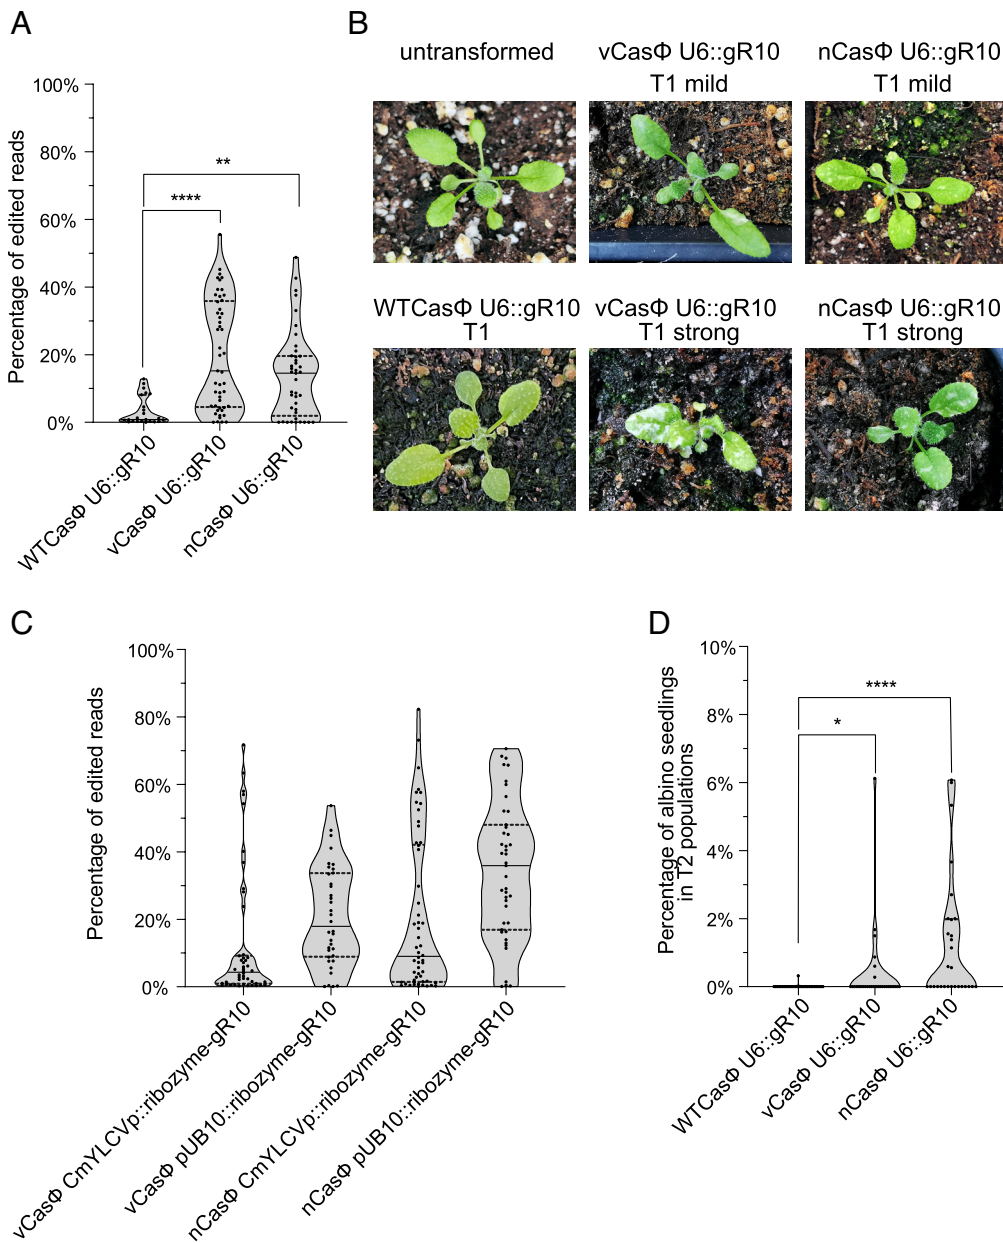 A
Percentage of edited reads
100%
80%
60%
40%
20%
0%
**
****
WTCasΦ U6::gR10
vCasΦ U6::gR10
nCasΦ U6::gR10
B
untransformed
vCasΦ U6::gR10
T1 mild
nCasΦ U6::gR10
T1 mild
WTCasΦ U6::gR10
T1
vCasΦ U6::gR10
T1 strong
nCasΦ U6::gR10
T1 strong
C
Percentage of edited reads
100%
80%
60%
40%
20%
0%
vCasΦ CmYLCVp::ribozyme-gR10
vCasΦ pUB10::ribozyme-gR10
nCasΦ CmYLCVp::ribozyme-gR10
nCasΦ pUB10::ribozyme-gR10
D
Percentage of albino seedlings
in T2 populations
10%
8%
6%
4%
2%
0%
****
*
WTCasΦ U6::gR10
vCasΦ U6::gR10
nCasΦ U6::gR10